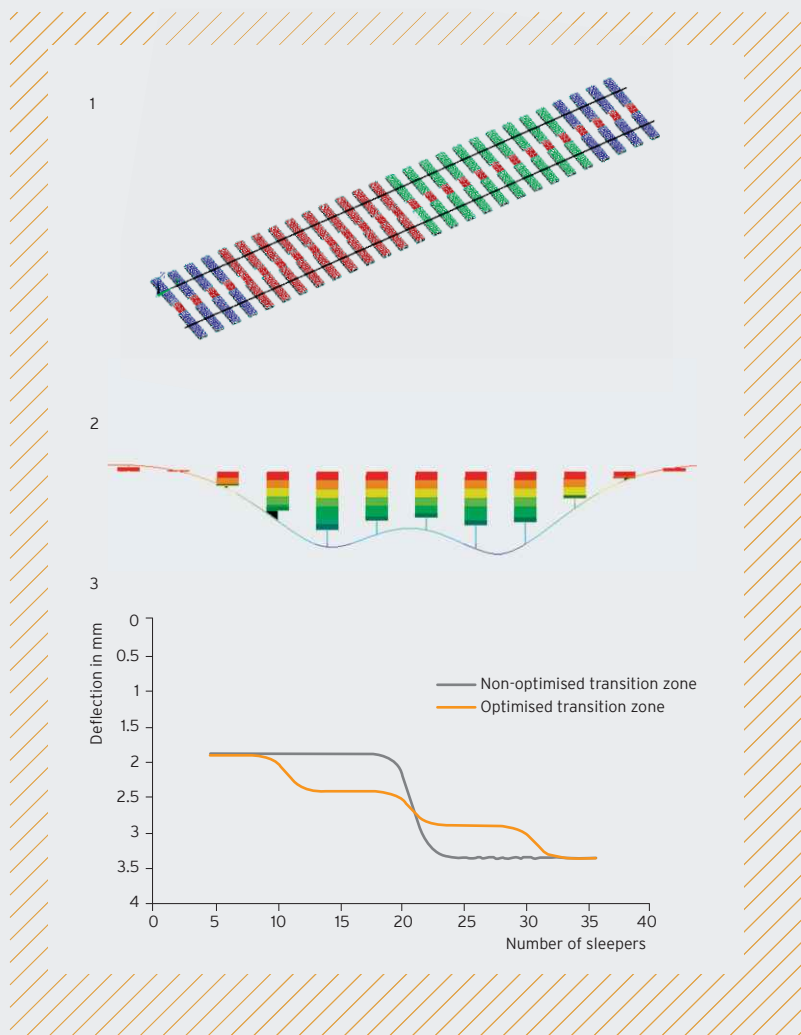 1
2
3
Deflection in mm
0
0.5
1
1.5
2
2.5
3
3.5
4
Non-optimised transition zone
Optimised transition zone
0 5 10 15 20 25 30 35 40
Number of sleepers